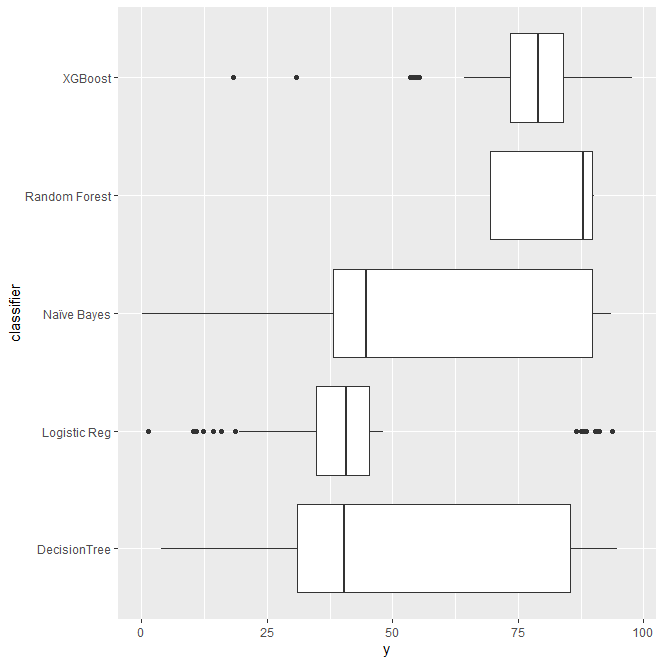 XGBoost
Random Forest
Naïve Bayes
Logistic Reg
DecisionTree
classifier
0 25 50 75 100
y